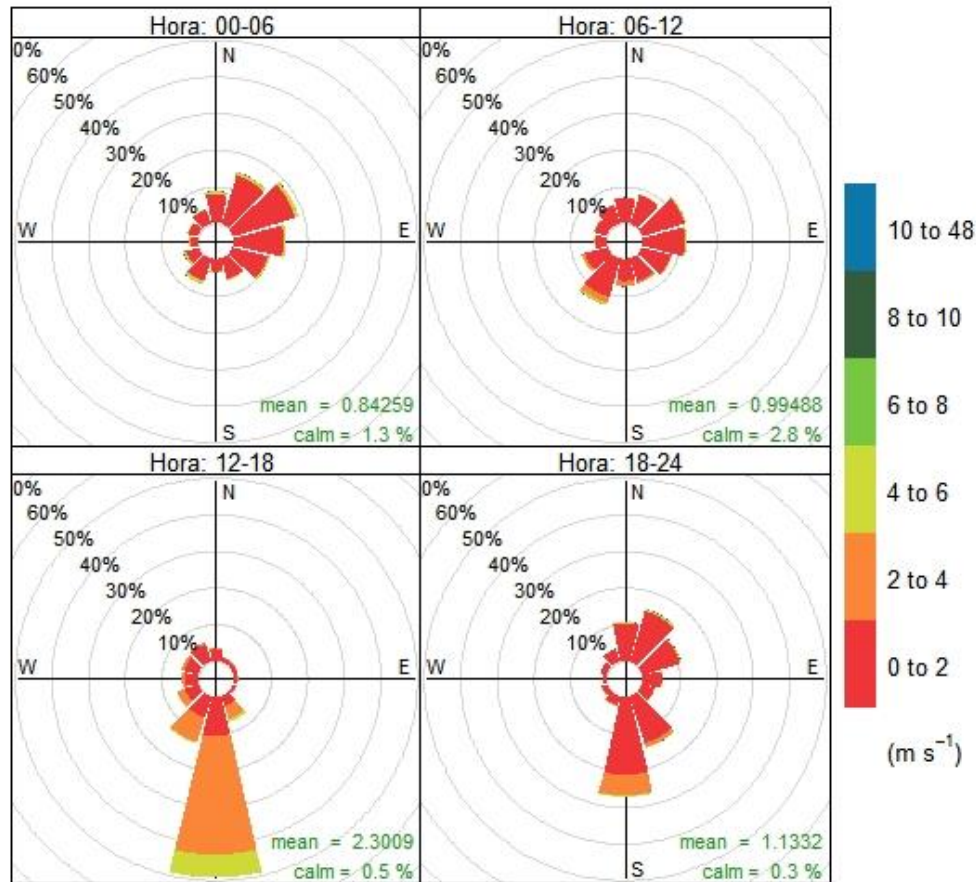 Hora: 00-06
0%
60%
50%
40%
30%
20%
10%
N
W
E
S
mean = 0.84259
calm = 1.3 %
Hora: 06-12
0%
60%
50%
40%
30%
20%
10%
N
W
E
S
mean = 0.99488
calm = 2.8 %
Hora: 12-18
0%
60%
50%
40%
30%
20%
10%
N
W
E
mean = 2.3009
calm = 0.5 %
Hora: 18-24
0%
60%
50%
40%
30%
20%
10%
N
W
E
S
mean = 1.1332
calm = 0.3 %
10 to 48
8 to 10
6 to 8
4 to 6
2 to 4
0 to 2
(m s⁻¹)